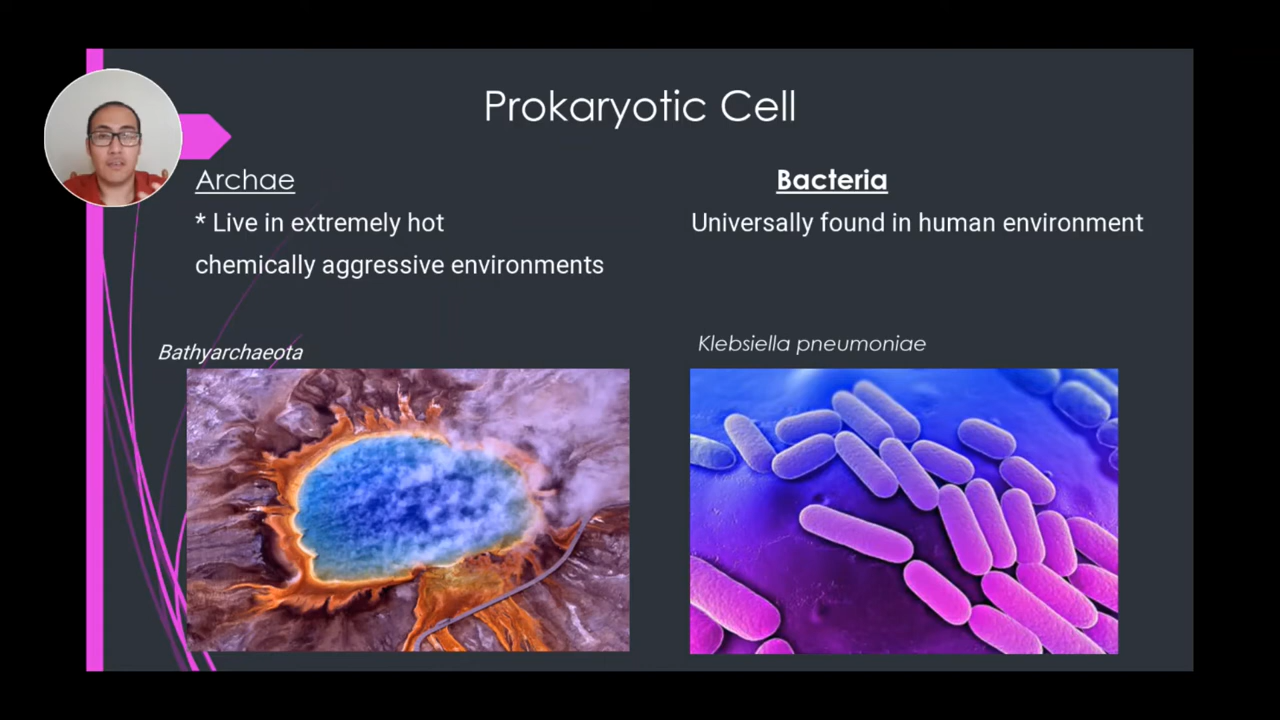 Prokaryotic Cell
Archae
* Live in extremely hot
chemically aggressive environments
Bathyarchaeota
Bacteria
Universally found in human environment
Klebsiella pneumoniae